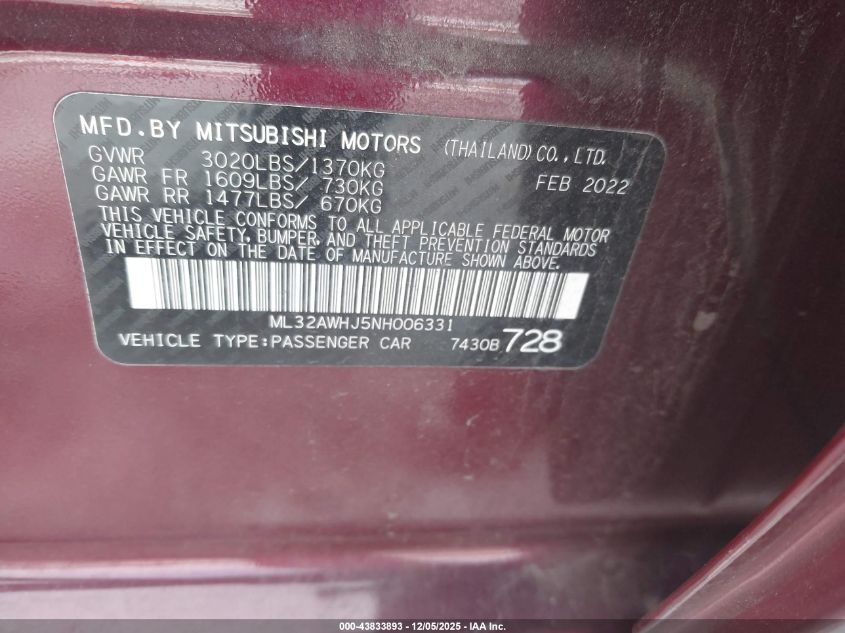 MFD.BY MITSUBISHI MOTORS (THAILAND) CO.,LTD.
GVWR 3020LBS/1370KG
GAWR FR 1609LBS/ 730KG FEB 2022
GAWR RR 1477LBS/ 670KG
THIS VEHICLE CONFORMS TO ALL APPLICABLE FEDERAL MOTOR
VEHICLE SAFETY, BUMPER, AND THEFT PREVENTION STANDARDS
IN EFFECT ON THE DATE OF MANUFACTURE SHOWN ABOVE.
ML32AWHJ5NH006331
VEHICLE TYPE:PASSENGER CAR 7430B 728
000-43833893 - 12/05/2025 - IAA Inc.